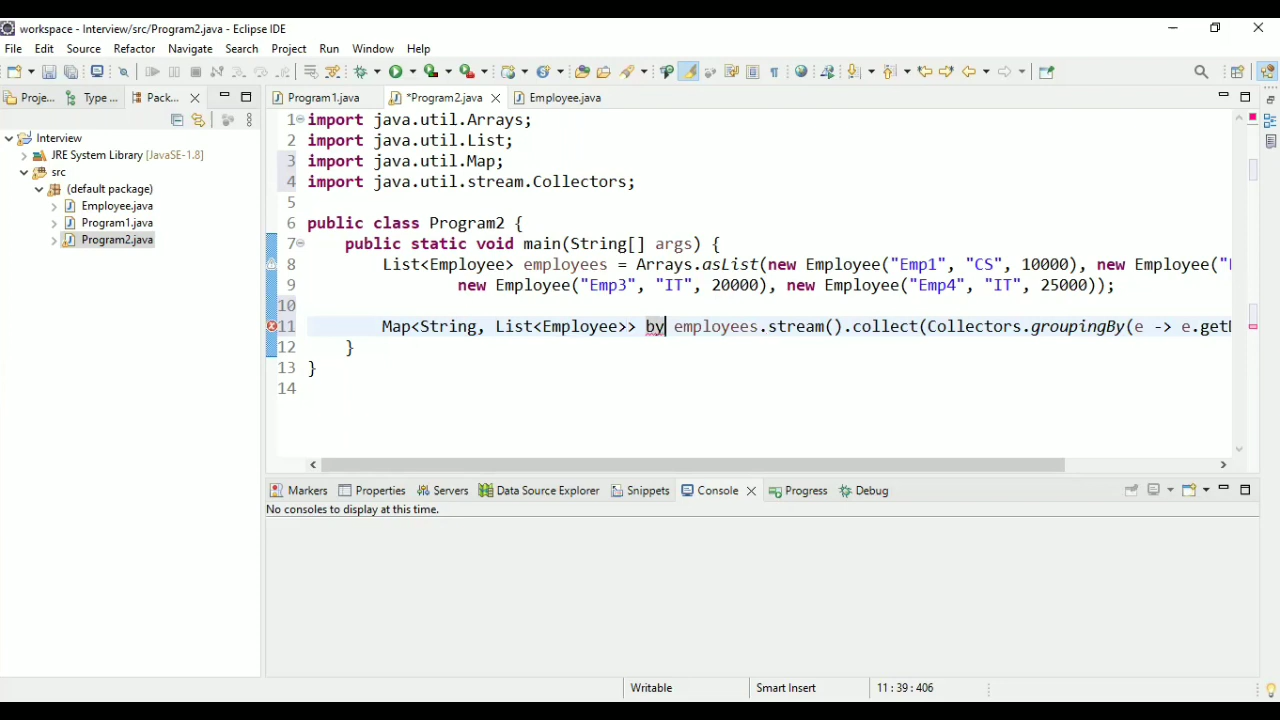 workspace - Interview/src/Program2.java - Eclipse IDE
File Edit Source Refactor Navigate Search Project Run Window Help
Proje... Type ... Pack... Program1.java *Program2.java Employee.java
Interview
JRE System Library [JavaSE-1.8]
src
(default package)
Employee.java
Program1.java
Program2.java
1 import java.util.Arrays;
2 import java.util.List;
3 import java.util.Map;
4 import java.util.stream.Collectors;
5
6 public class Program2 {
7 public static void main(String[] args) {
8 List<Employee> employees = Arrays.asList(new Employee("Emp1", "CS", 10000), new Employee("
9 new Employee("Emp3", "IT", 20000), new Employee("Emp4", "IT", 25000));
10
11 Map<String, List<Employee>> by employees.stream().collect(Collectors.groupingBy(e -> e.get
12 }
13 }
14
Markers Properties Servers Data Source Explorer Snippets Console Progress Debug
No consoles to display at this time.
Writable Smart Insert 11 : 39 : 406